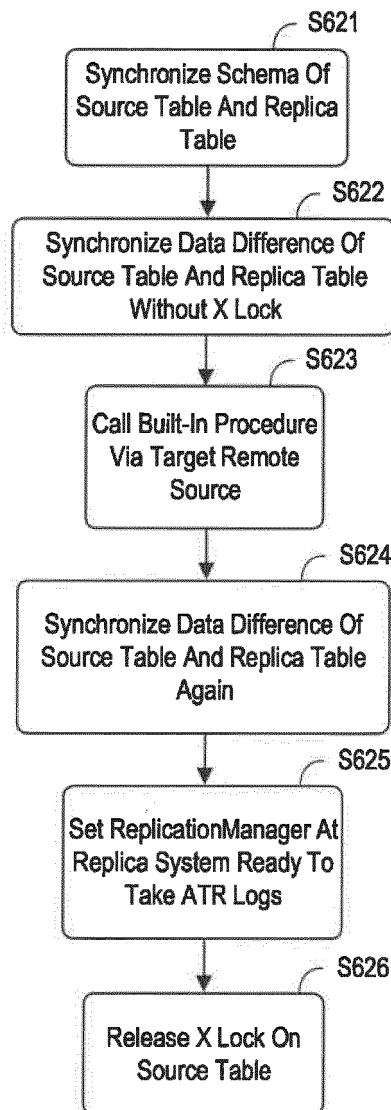 S621
Synchronize Schema Of
Source Table And Replica
Table
S622
Synchronize Data Difference Of
Source Table And Replica Table
Without X Lock
S623
Call Built-In Procedure
Via Target Remote
Source
S624
Synchronize Data Difference Of
Source Table And Replica Table
Again
S625
Set ReplicationManager At
Replica System Ready To
Take ATR Logs
S626
Release X Lock On
Source Table